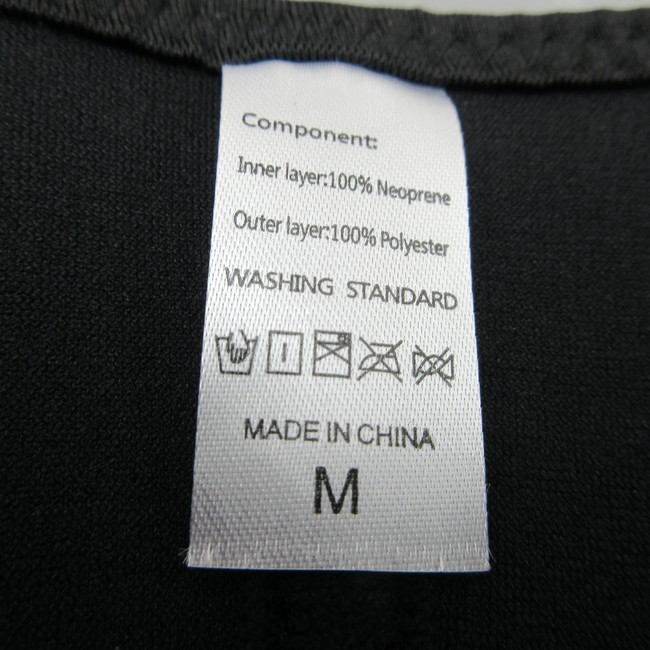 Component:
Inner layer:100% Neoprene
Outer layer:100% Polyester
WASHING STANDARD
MADE IN CHINA
M